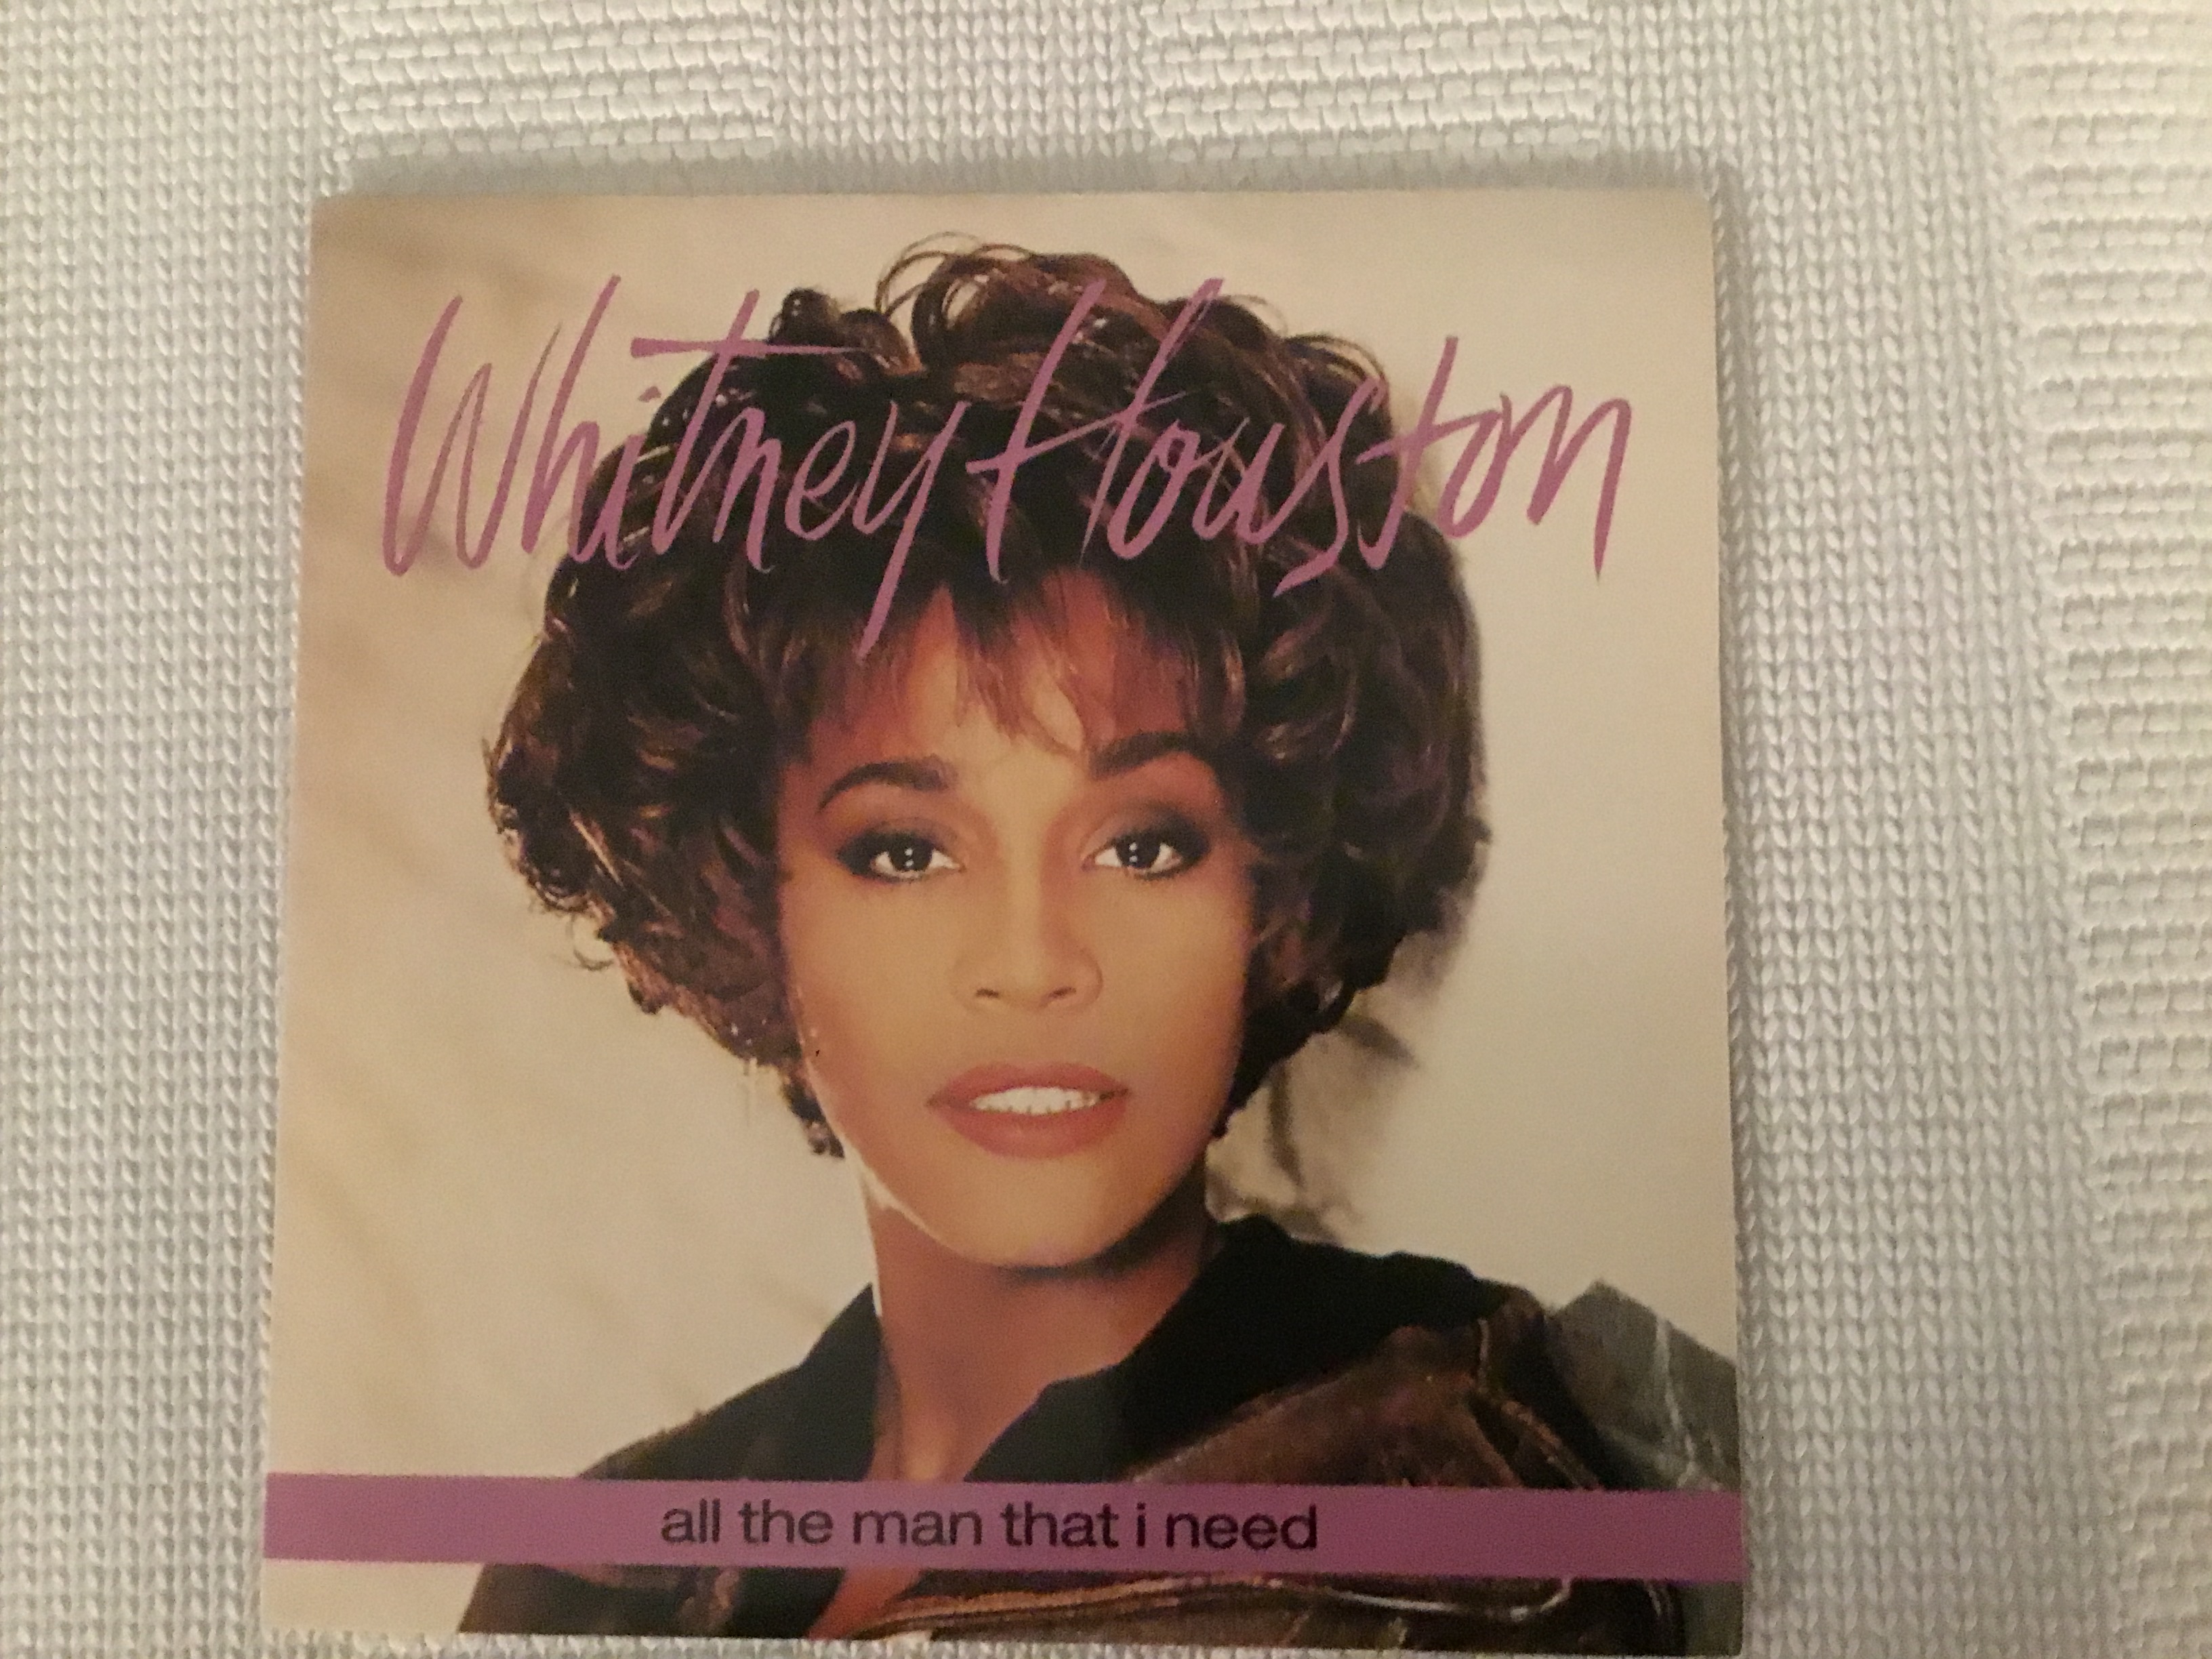 Whitney Houston
all the man that i need